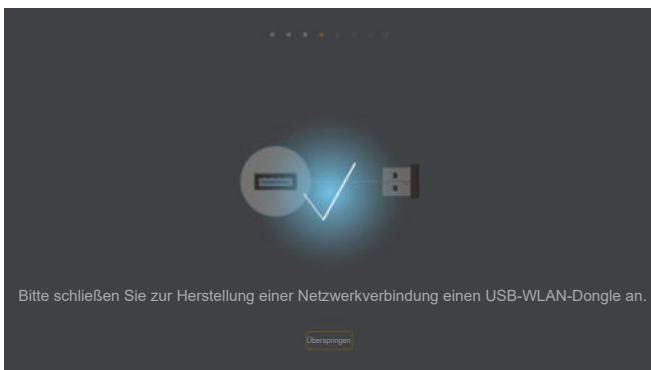 Bitte schließen Sie zur Herstellung einer Netzwerkverbindung einen USB-WLAN-Dongle an.
Überspringen